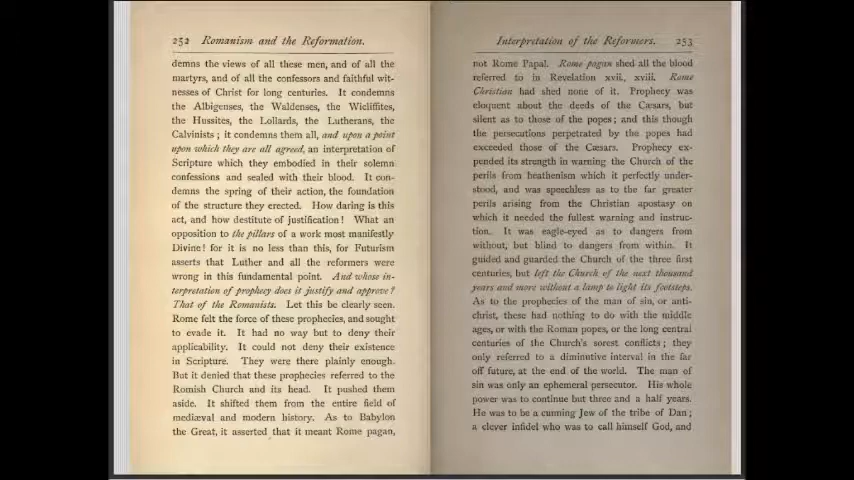 252 Romanism and the Reformation.
demns the views of all these men, and of all the
martyrs, and of all the confessors and faithful wit-
nesses of Christ for long centuries. It condemns
the Albigenses, the Waldenses, the Wicliffites,
the Hussites, the Lollards, the Lutherans, the
Calvinists ; it condemns them all, and upon a point
upon which they are all agreed, an interpretation of
Scripture which they embodied in their solemn
confessions and sealed with their blood. It con-
demns the spring of their action, the foundation
of the structure they erected. How daring is this
act, and how destitute of justification! What an
opposition to the pillars of a work most manifestly
Divine! for it is no less than this, for Futurism
asserts that Luther and all the reformers were
wrong in this fundamental point. And whose in-
terpretation of prophecy does it justify and approve?
That of the Romanists. Let this be clearly seen.
Rome felt the force of these prophecies, and sought
to evade it. It had no way but to deny their
applicability. It could not deny their existence
in Scripture. They were there plainly enough.
But it denied that these prophecies referred to the
Romish Church and its head. It pushed them
aside. It shifted them from the entire field of
mediæval and modern history. As to Babylon
the Great, it asserted that it meant Rome pagan,
Interpretation of the Reformers. 253
not Rome Papal. Rome pagan shed all the blood
referred to in Revelation xvii., xviii. Rome
Christian had shed none of it. Prophecy was
eloquent about the deeds of the Cæsars, but
silent as to those of the popes ; and this though
the persecutions perpetrated by the popes had
exceeded those of the Cæsars. Prophecy ex-
pended its strength in warning the Church of the
perils from heathenism which it perfectly under-
stood, and was speechless as to the far greater
perils arising from the Christian apostasy on
which it needed the fullest warning and instruc-
tion. It was eagle-eyed as to dangers from
without, but blind to dangers from within. It
guided and guarded the Church of the three first
centuries, but left the Church of the next thousand
years and more without a lamp to light its footsteps.
As to the prophecies of the man of sin, or anti-
christ, these had nothing to do with the middle
ages, or with the Roman popes, or the long central
centuries of the Church's sorest conflicts ; they
only referred to a diminutive interval in the far
off future, at the end of the world. The man of
sin was only an ephemeral persecutor. His whole
power was to continue but three and a half years.
He was to be a cunning Jew of the tribe of Dan ;
a clever infidel who was to call himself God, and